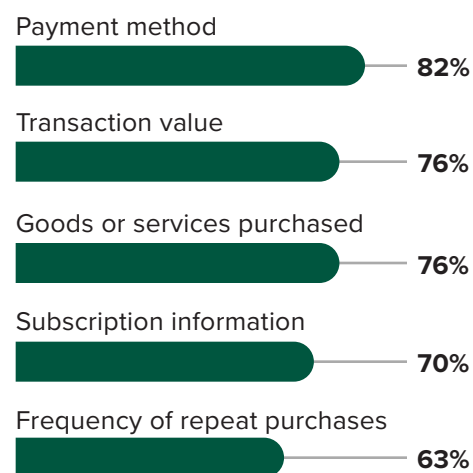 Payment method
82%
Transaction value
76%
Goods or services purchased
76%
Subscription information
70%
Frequency of repeat purchases
63%